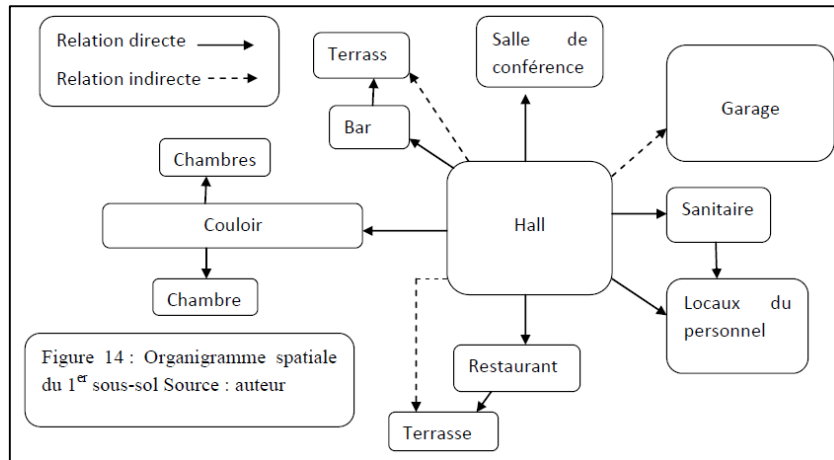 Relation directe
Relation indirecte
Terrass
Salle de
conférence
Garage
Bar
Chambres
Couloir
Hall
Sanitaire
Chambre
Locaux du
personnel
Restaurant
Terrasse
Figure 14 : Organigramme spatiale
du 1er sous-sol Source : auteur